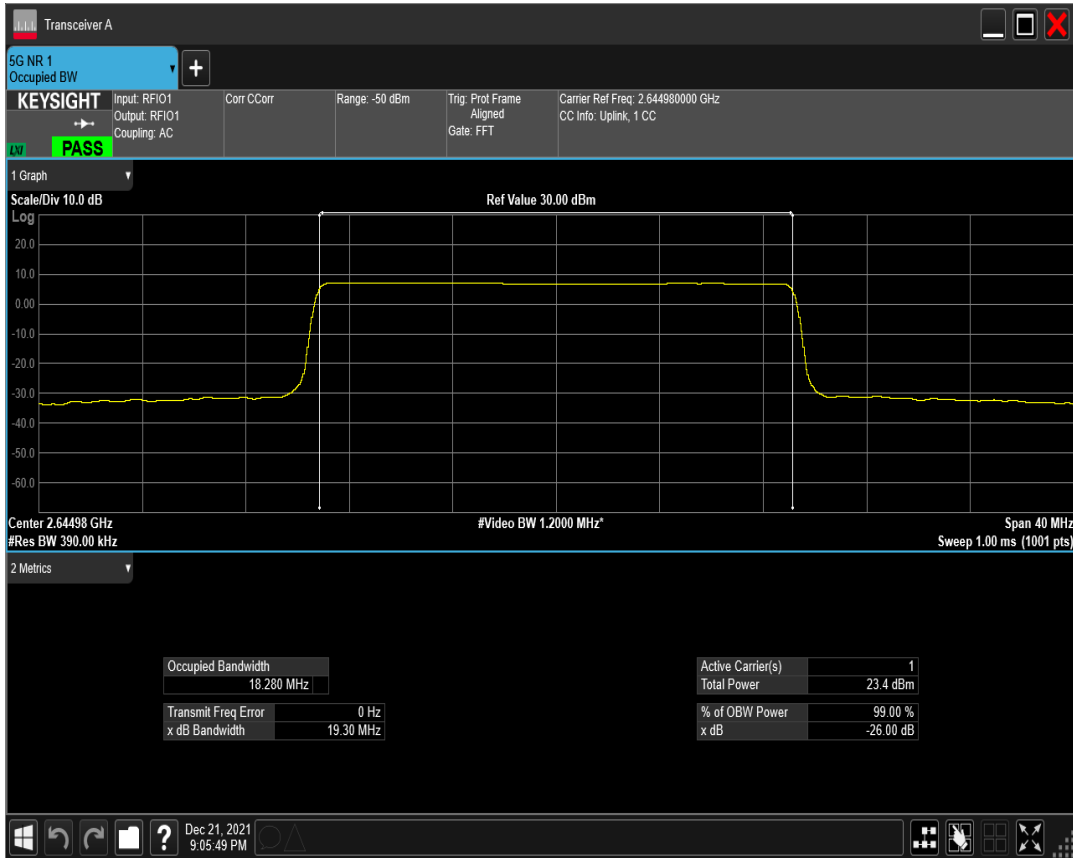 Transceiver A
5G NR 1
Occupied BW
KEYSIGHT
LXI
PASS
Input: RFIO1
Output: RFIO1
Coupling: AC
Corr CCorr
Range: -50 dBm
Trig: Prot Frame
Aligned
Gate: FFT
Carrier Ref Freq: 2.644980000 GHz
CC Info: Uplink, 1 CC
1 Graph
Scale/Div 10.0 dB
Ref Value 30.00 dBm
Log
20.0
10.0
0.00
-10.0
-20.0
-30.0
-40.0
-50.0
-60.0
Center 2.64498 GHz
#Video BW 1.2000 MHz*
Span 40 MHz
#Res BW 390.00 kHz
Sweep 1.00 ms (1001 pts)
2 Metrics
Occupied Bandwidth
18.280 MHz
Transmit Freq Error 0 Hz
x dB Bandwidth 19.30 MHz
Active Carrier(s) 1
Total Power 23.4 dBm
% of OBW Power 99.00 %
x dB -26.00 dB
?
Dec 21, 2021
9:05:49 PM